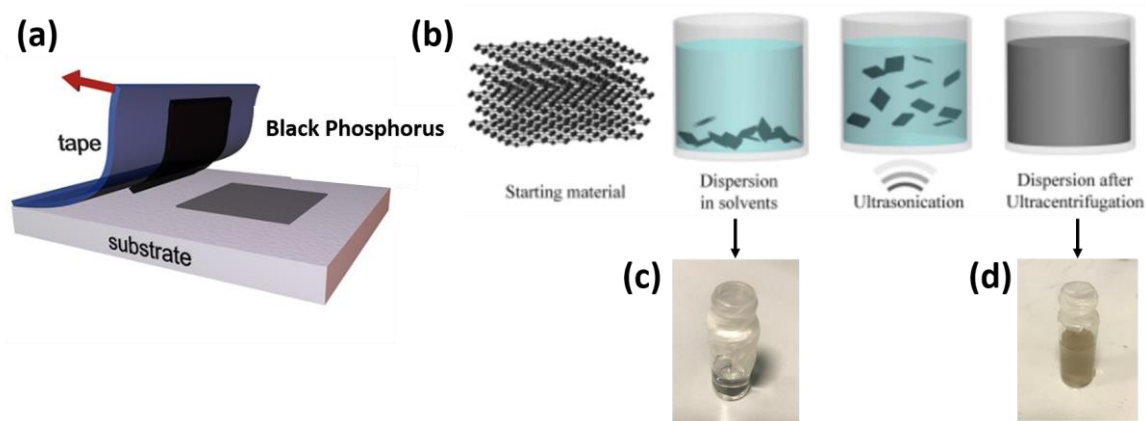 (a)
tape
Black Phosphorus
substrate
(b)
Starting material
Dispersion
in solvents
Ultrasonication
Dispersion after
Ultracentrifugation
(c)
(d)